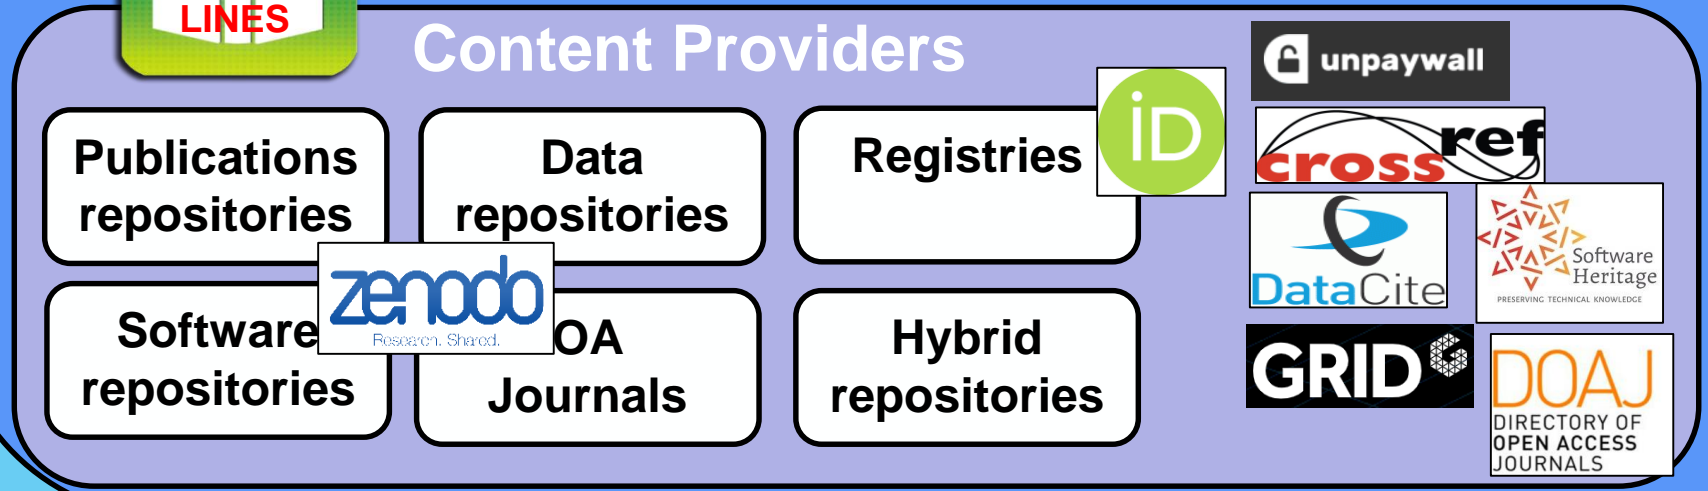 LINES
Content Providers
unpaywall
iD
crossref
Publications
repositories
Data
repositories
Registries
DataCite
Software
Heritage
PRESERVING TECHNICAL KNOWLEDGE
zenodo
Research. Shared.
Software
repositories
OA
Journals
Hybrid
repositories
GRID
DOAJ
DIRECTORY OF
OPEN ACCESS
JOURNALS